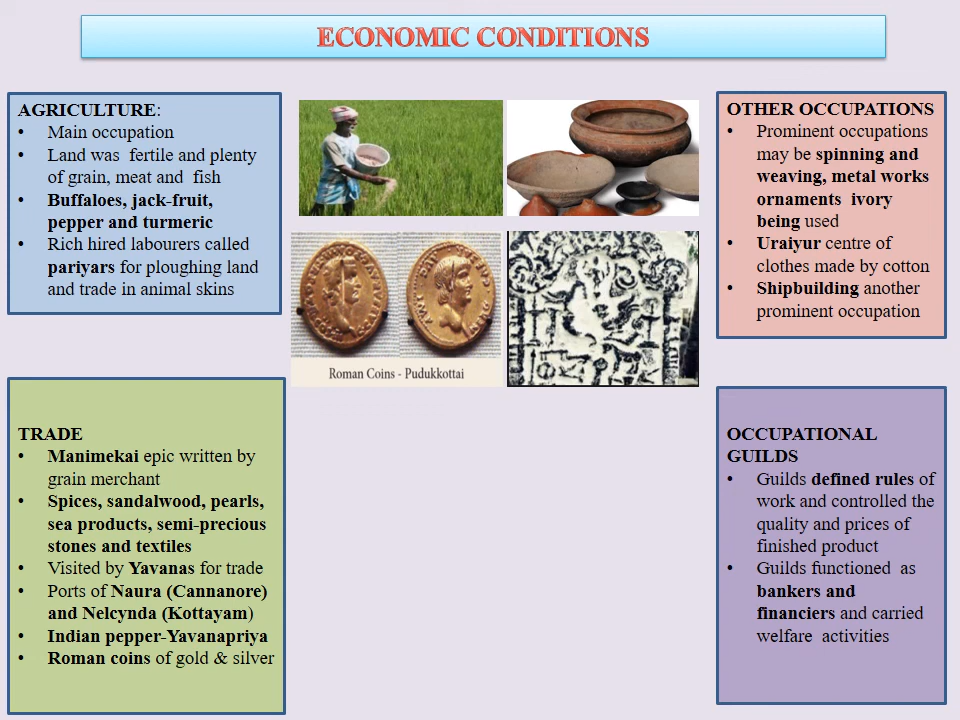 ECONOMIC CONDITIONS
AGRICULTURE:
• Main occupation
• Land was fertile and plenty
of grain, meat and fish
• Buffaloes, jack-fruit,
pepper and turmeric
• Rich hired labourers called
pariyars for ploughing land
and trade in animal skins
Roman Coins - Pudukkottai
OTHER OCCUPATIONS
• Prominent occupations
may be spinning and
weaving, metal works
ornaments ivory
being used
• Uraiyur centre of
clothes made by cotton
• Shipbuilding another
prominent occupation
TRADE
• Manimekai epic written by
grain merchant
• Spices, sandalwood, pearls,
sea products, semi-precious
stones and textiles
• Visited by Yavanas for trade
• Ports of Naura (Cannanore)
and Nelcynda (Kottayam)
• Indian pepper-Yavanapriya
• Roman coins of gold & silver
OCCUPATIONAL
GUILDS
• Guilds defined rules of
work and controlled the
quality and prices of
finished product
• Guilds functioned as
bankers and
financiers and carried
welfare activities